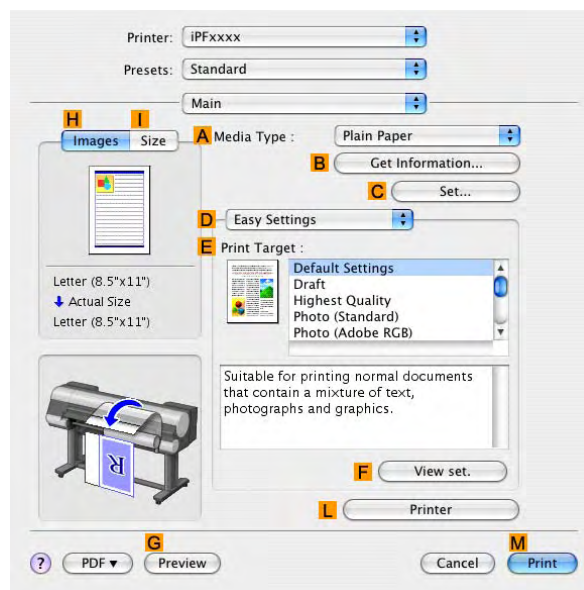 Printer: iPFxxxx
Presets: Standard
Main
H I
Images Size
A Media Type : Plain Paper
B Get Information...
C Set...
D Easy Settings
E Print Target :
Default Settings
Draft
Highest Quality
Photo (Standard)
Photo (Adobe RGB)
Letter (8.5"x11")
Actual Size
Letter (8.5"x11")
Suitable for printing normal documents
that contain a mixture of text,
photographs and graphics.
R
F View set.
L Printer
G M
? PDF Preview Cancel Print